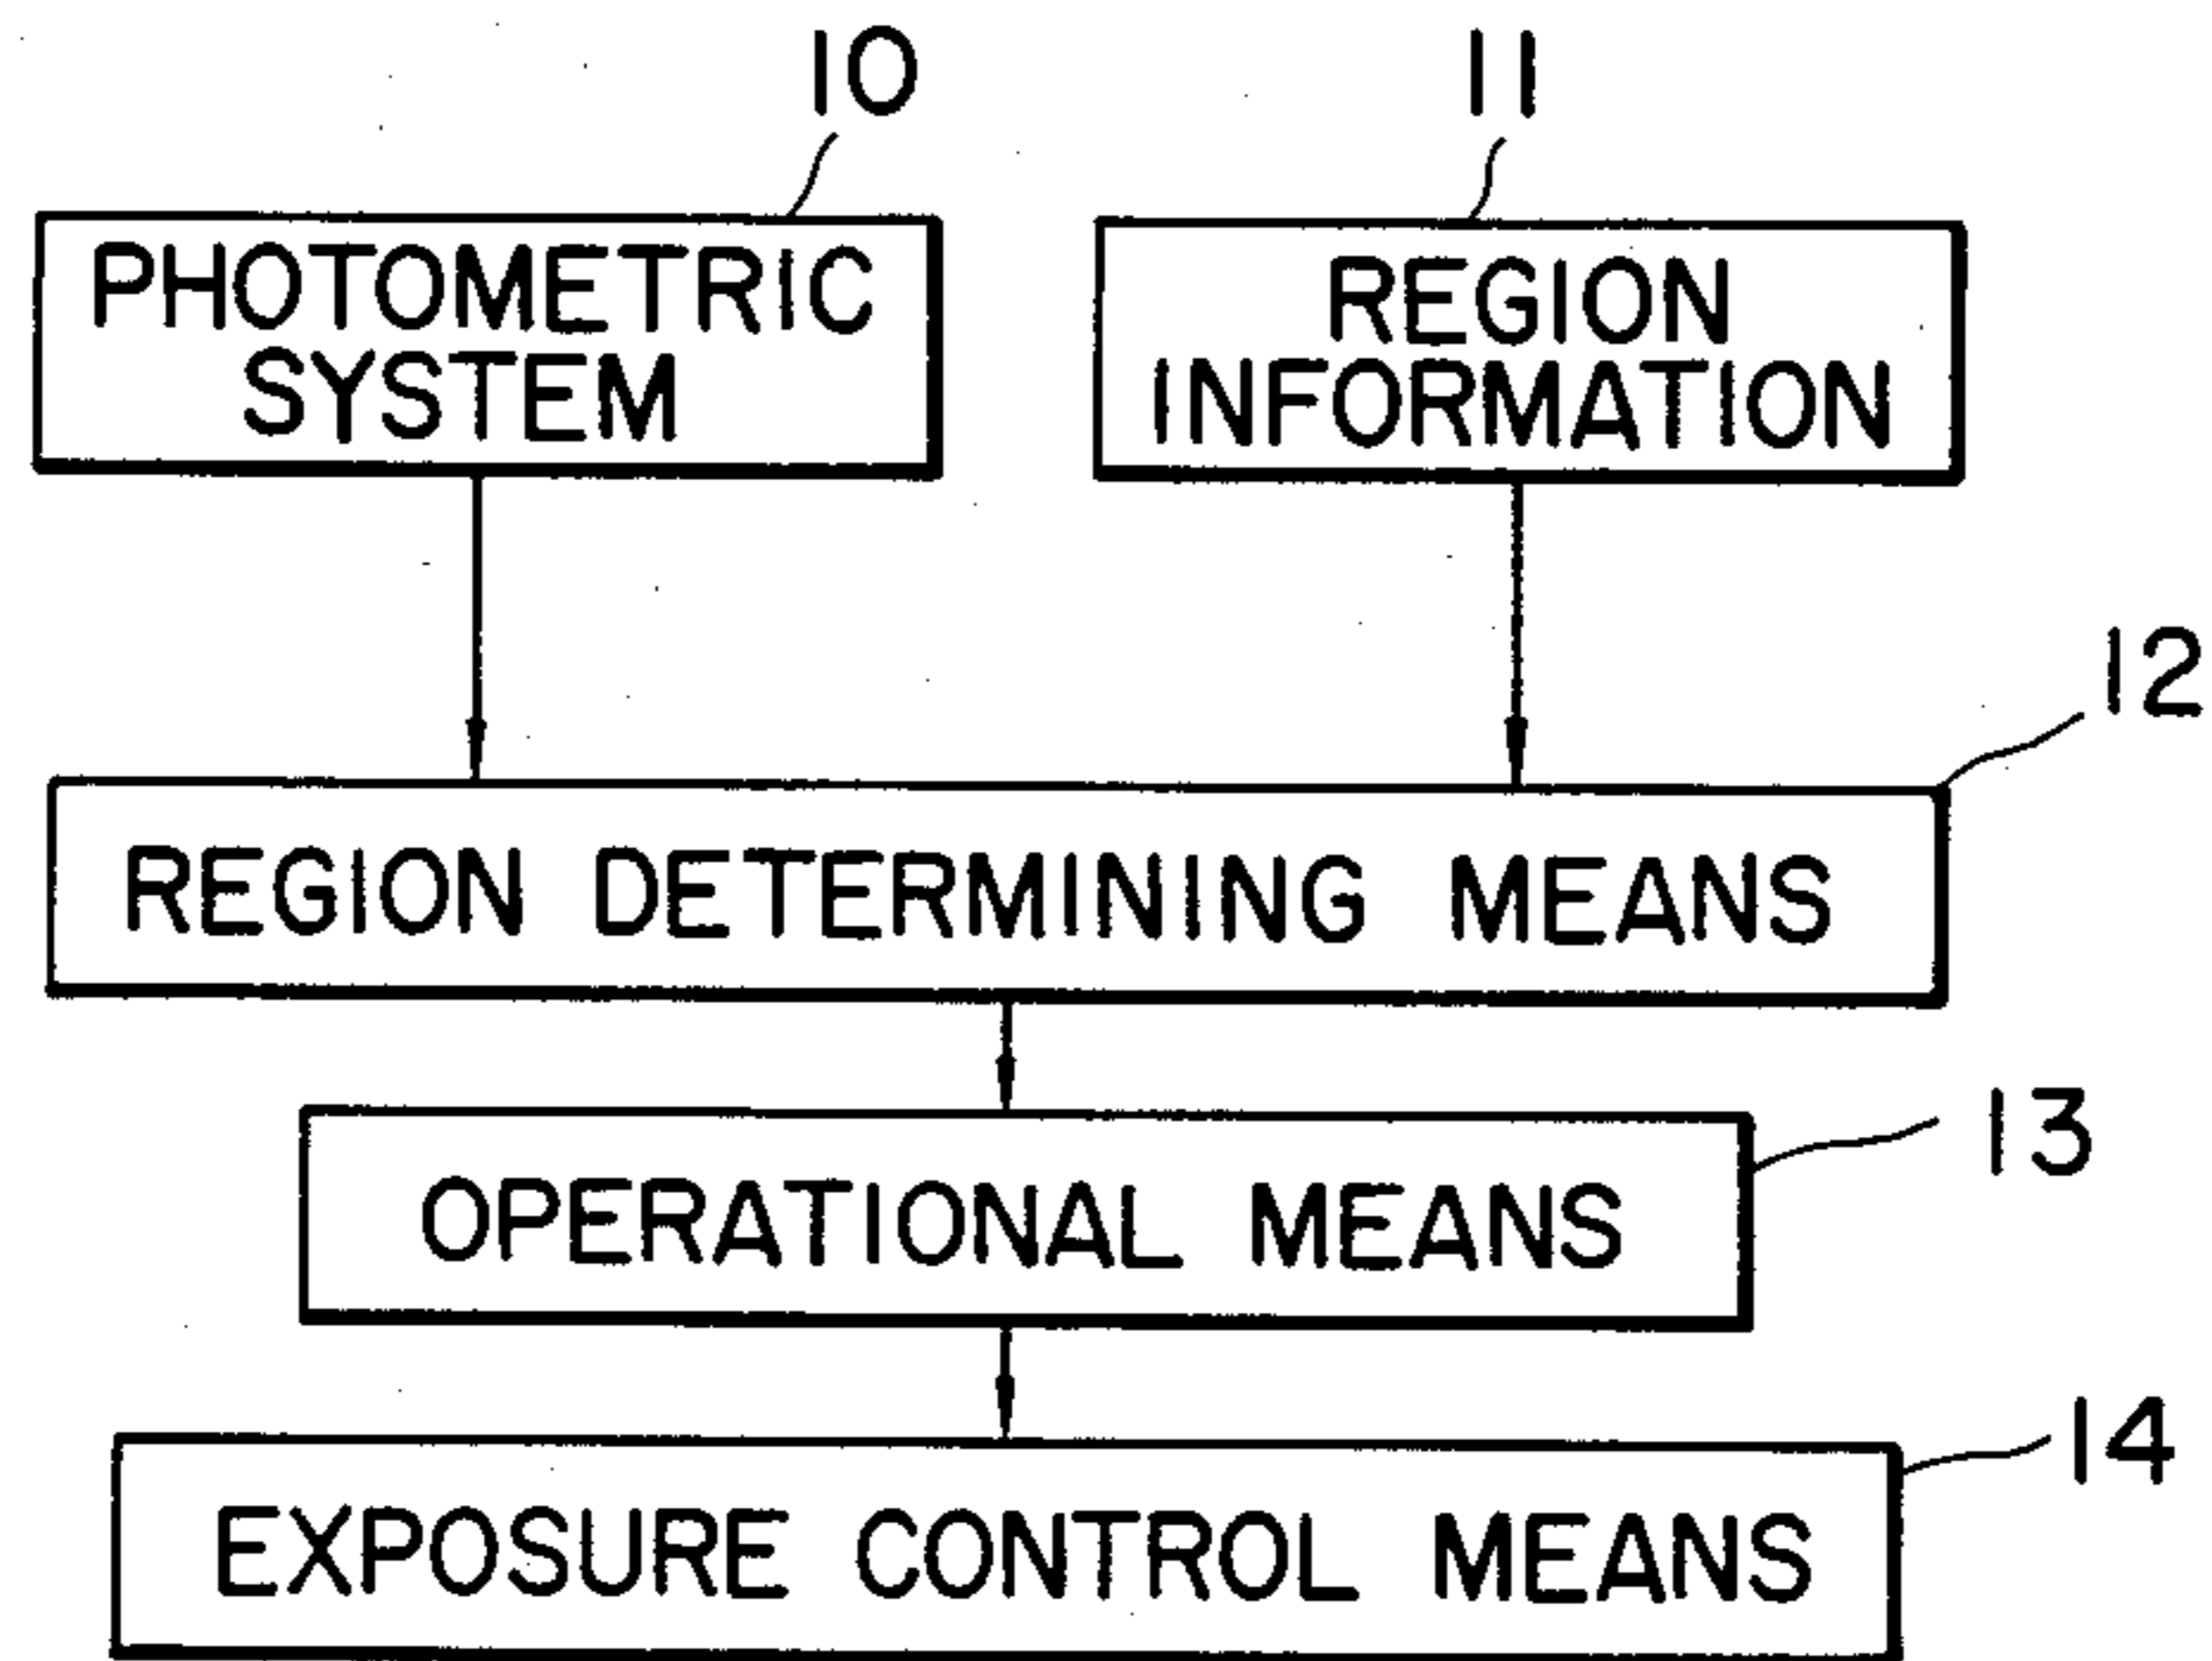 10
11
PHOTOMETRIC
SYSTEM
REGION
INFORMATION
12
REGION DETERMINING MEANS
13
OPERATIONAL MEANS
14
EXPOSURE CONTROL MEANS